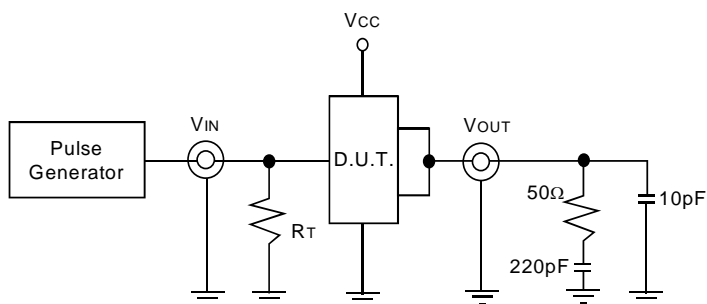 VCC
VIN
VOUT
Pulse
Generator
D.U.T.
RT
50Ω
10pF
220pF